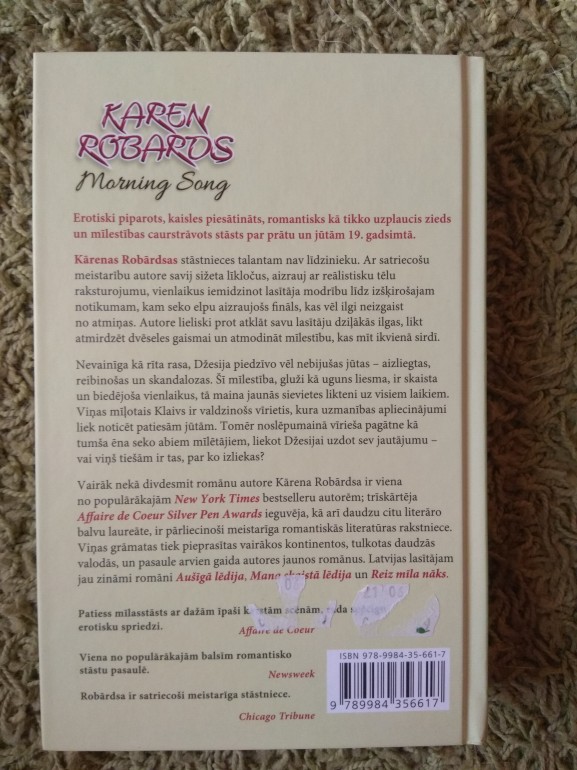 KAREN
ROBARDS
Morning Song
Erotiski piparots, kaisles piesātināts, romantisks kā tikko uzplaucis zieds
un mīlestības caurstrāvots stāsts par prātu un jūtām 19. gadsimtā.
Kārenas Robārdsas stāstnieces talantam nav līdzinieku. Ar satriecošu
meistarību autore savij sižeta līkločus, aizrauj ar reālistisku tēlu
raksturojumu, vienlaikus iemidzinot lasītāja modrību līdz izšķirošajam
notikumam, kam seko elpu aizraujošs fināls, kas vēl ilgi neizgaist
no atmiņas. Autore lieliski prot atklāt savu lasītāju dziļākās ilgas, likt
atmirdzēt dvēseles gaismai un atmodināt mīlestību, kas mīt ikvienā sirdī.
Nevainīga kā rīta rasa, Džesija piedzīvo vēl nebijušas jūtas – aizliegtas,
reibinošas un skandalozas. Šī mīlestība, gluži kā uguns liesma, ir skaista
un biedējoša vienlaikus, tā maina jaunās sievietes likteni uz visiem laikiem.
Viņas mīļotais Klaivs ir valdzinošs vīrietis, kura uzmanības apliecinājumi
liek noticēt patiesām jūtām. Tomēr noslēpumainā vīrieša pagātne kā
tumša ēna seko abiem mīlētājiem, liekot Džesijai uzdot sev jautājumu –
vai viņš tiešām ir tas, par ko izliekas?
Vairāk nekā divdesmit romānu autore Kārena Robārdsa ir viena
no populārākajām New York Times bestselleru autorēm; trīskārtēja
Affaire de Coeur Silver Pen Awards ieguvēja, kā arī daudzu citu literāro
balvu laureāte, ir pārliecinoši meistarīga romantiskās literatūras rakstniece.
Viņas grāmatas tiek pieprasītas vairākos kontinentos, tulkotas daudzās
valodās, un pasaule arvien gaida autores jaunos romānus. Latvijas lasītājam
jau zināmi romāni Aušīgā lēdija, Mana skaistā lēdija un Reiz mīla nāks.
Patiess mīlasstāsts ar dažām īpaši karstām scēnām, rada
erotisku spriedzi.
Affaire de Coeur
Viena no populārākajām balsīm romantisko
stāstu pasaulē.
Newsweek
Robārdsa ir satriecoši meistarīga stāstniece.
Chicago Tribune
ISBN 978-9984-35-661-7
9 789984 356617